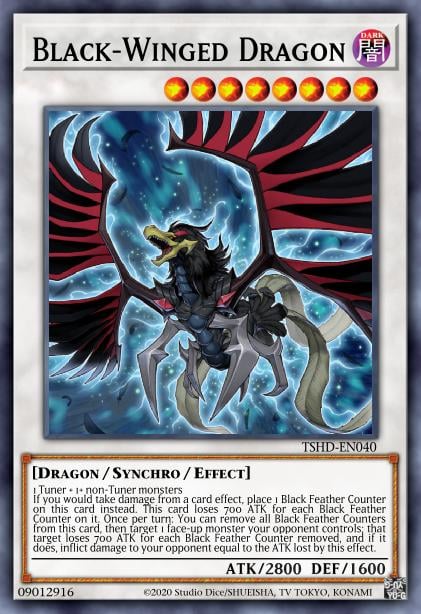 BLACK-WINGED DRAGON
DARK
闇
TSHD-EN040
[DRAGON / SYNCHRO / EFFECT]
1 Tuner + 1+ non-Tuner monsters
If you would take damage from a card effect, place 1 Black Feather Counter
on this card instead. This card loses 700 ATK for each Black Feather
Counter on it. Once per turn: You can remove all Black Feather Counters
from this card, then target 1 face-up monster your opponent controls; that
target loses 700 ATK for each Black Feather Counter removed, and if it
does, inflict damage to your opponent equal to the ATK lost by this effect.
ATK/2800 DEF/1600
09012916
©2020 Studio Dice/SHUEISHA, TV TOKYO, KONAMI